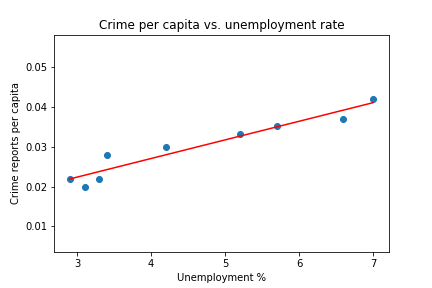 Crime per capita vs. unemployment rate
0.05
0.04
0.03
0.02
0.01
Crime reports per capita
3 4 5 6 7
Unemployment %